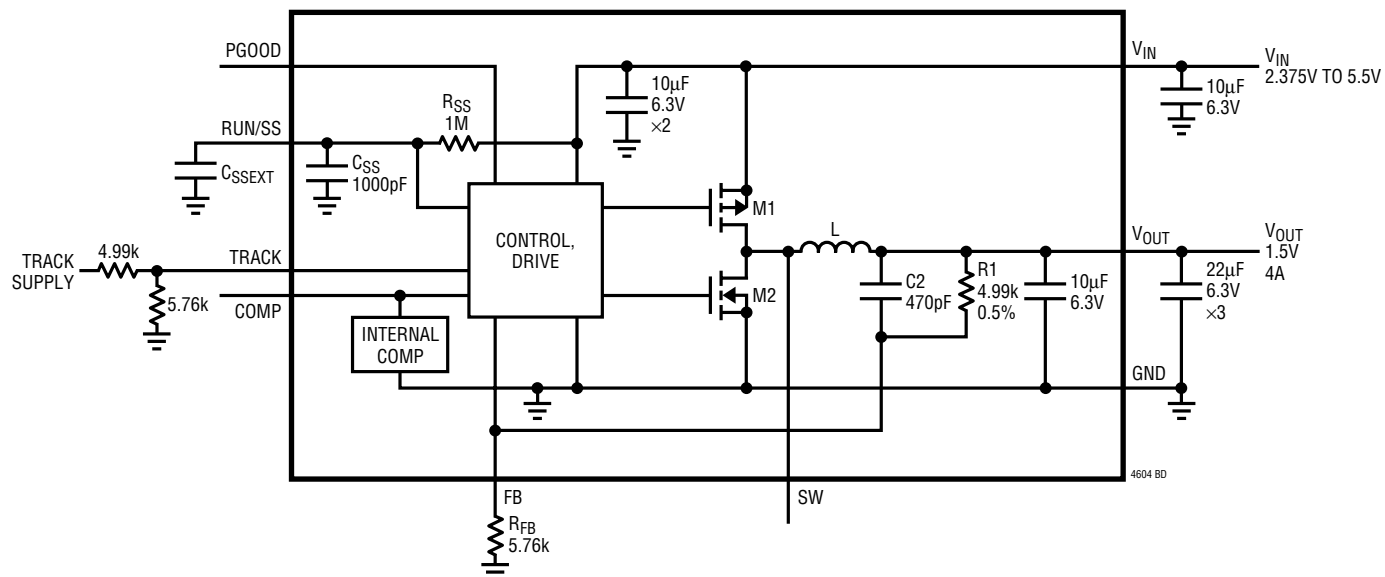 PGOOD
V_IN
V_IN
2.375V TO 5.5V
10µF
6.3V
×2
10µF
6.3V
R_SS
1M
RUN/SS
C_SSEXT
C_SS
1000pF
M1
CONTROL,
DRIVE
L
V_OUT
V_OUT
1.5V
4A
4.99k
TRACK
SUPPLY
TRACK
5.76k
COMP
M2
C2
470pF
R1
4.99k
0.5%
10µF
6.3V
22µF
6.3V
×3
INTERNAL
COMP
GND
4604 BD
FB
SW
R_FB
5.76k